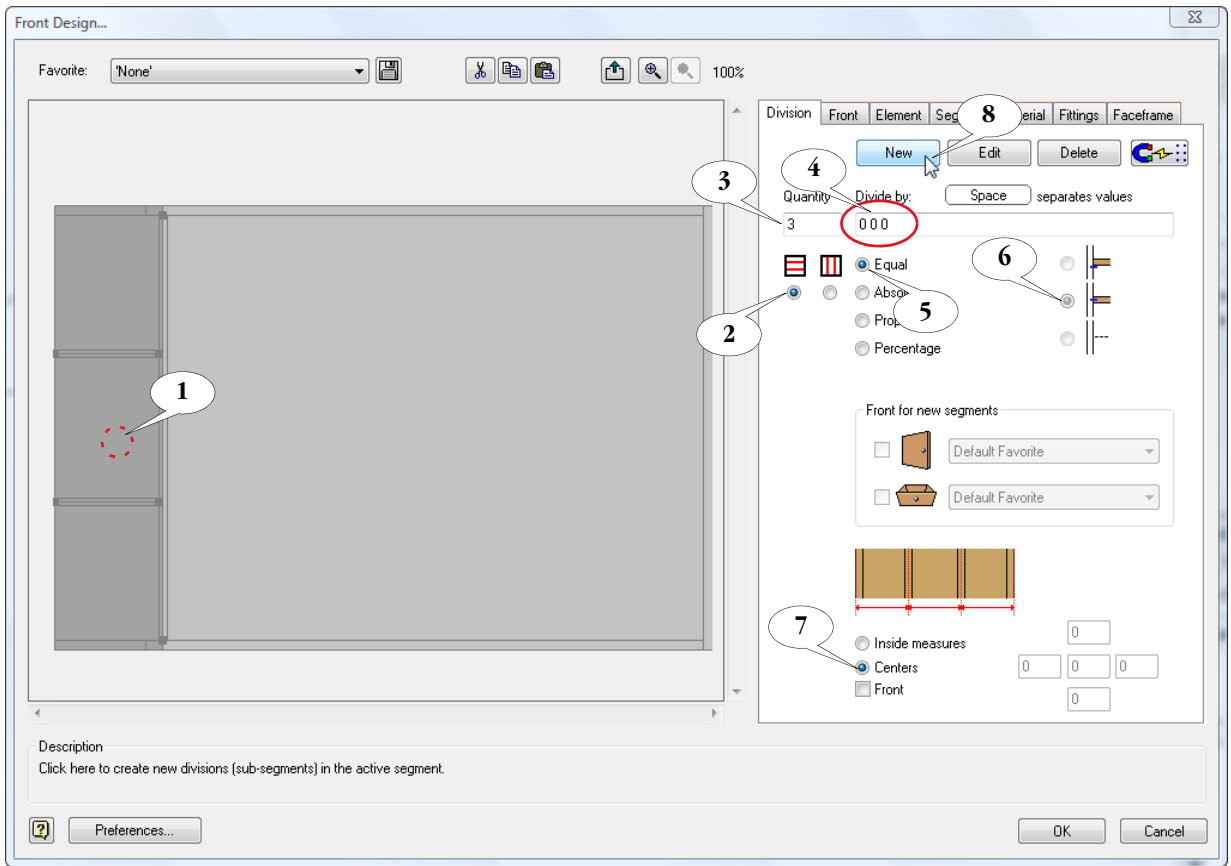 Front Design...
Favorite: 'None' 100%
Division Front Element Seg 8 erial Fittings Faceframe
New Edit Delete
4
3
Quantity Divide by: Space separates values
3 0 0 0
6
Equal
Abso
5
2
Prop
Percentage
1
Front for new segments
Default Favorite
Default Favorite
7
Inside measures 0
Centers 0 0 0
Front 0
Description
Click here to create new divisions (sub-segments) in the active segment.
Preferences... OK Cancel